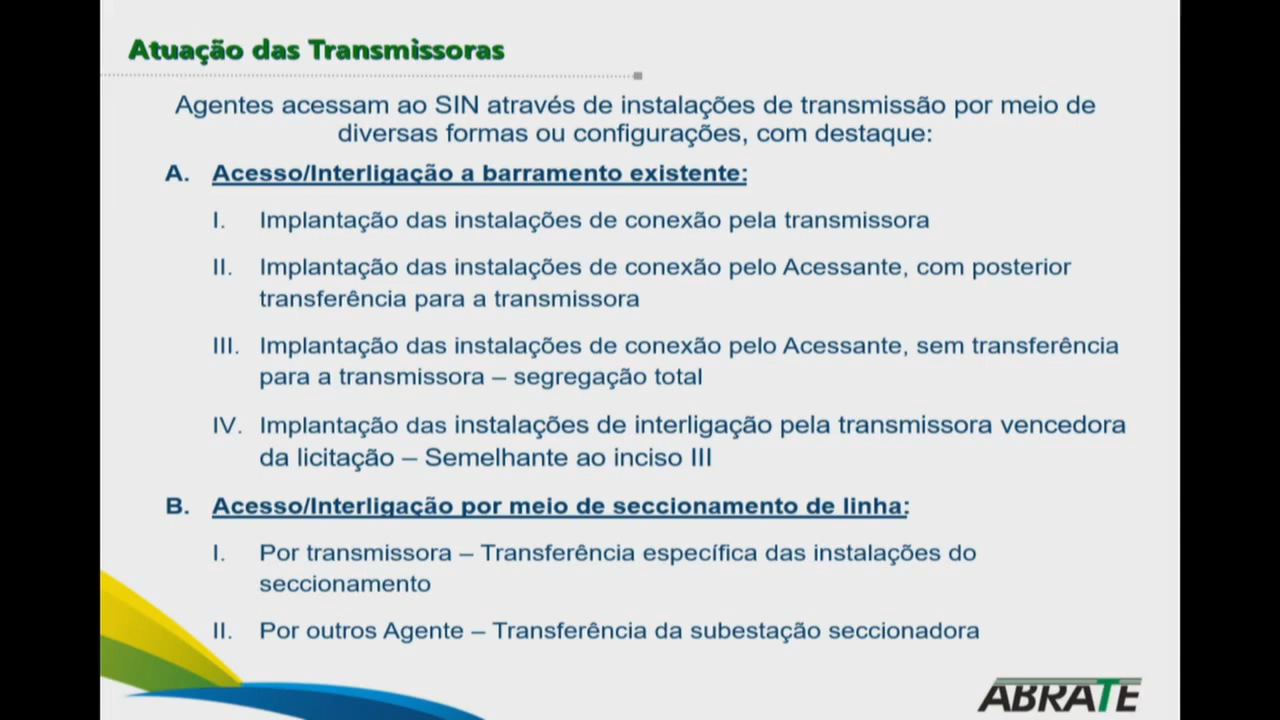 Atuação das Transmissoras
Agentes acessam ao SIN através de instalações de transmissão por meio de
diversas formas ou configurações, com destaque:
A. Acesso/Interligação a barramento existente:
I. Implantação das instalações de conexão pela transmissora
II. Implantação das instalações de conexão pelo Acessante, com posterior
transferência para a transmissora
III. Implantação das instalações de conexão pelo Acessante, sem transferência
para a transmissora – segregação total
IV. Implantação das instalações de interligação pela transmissora vencedora
da licitação – Semelhante ao inciso III
B. Acesso/Interligação por meio de seccionamento de linha:
I. Por transmissora – Transferência específica das instalações do
seccionamento
II. Por outros Agente – Transferência da subestação seccionadora
ABRATE